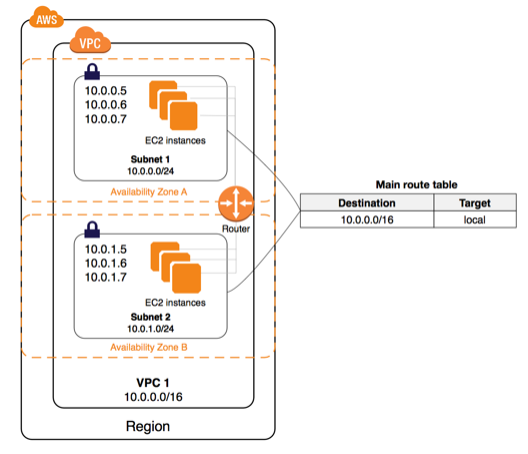 AWS
VPC
10.0.0.5
10.0.0.6
10.0.0.7
EC2 instances
Subnet 1
10.0.0.0/24
Availability Zone A
Router
10.0.1.5
10.0.1.6
10.0.1.7
EC2 instances
Subnet 2
10.0.1.0/24
Availability Zone B
VPC 1
10.0.0.0/16
Region
Main route table
Destination Target
10.0.0.0/16 local